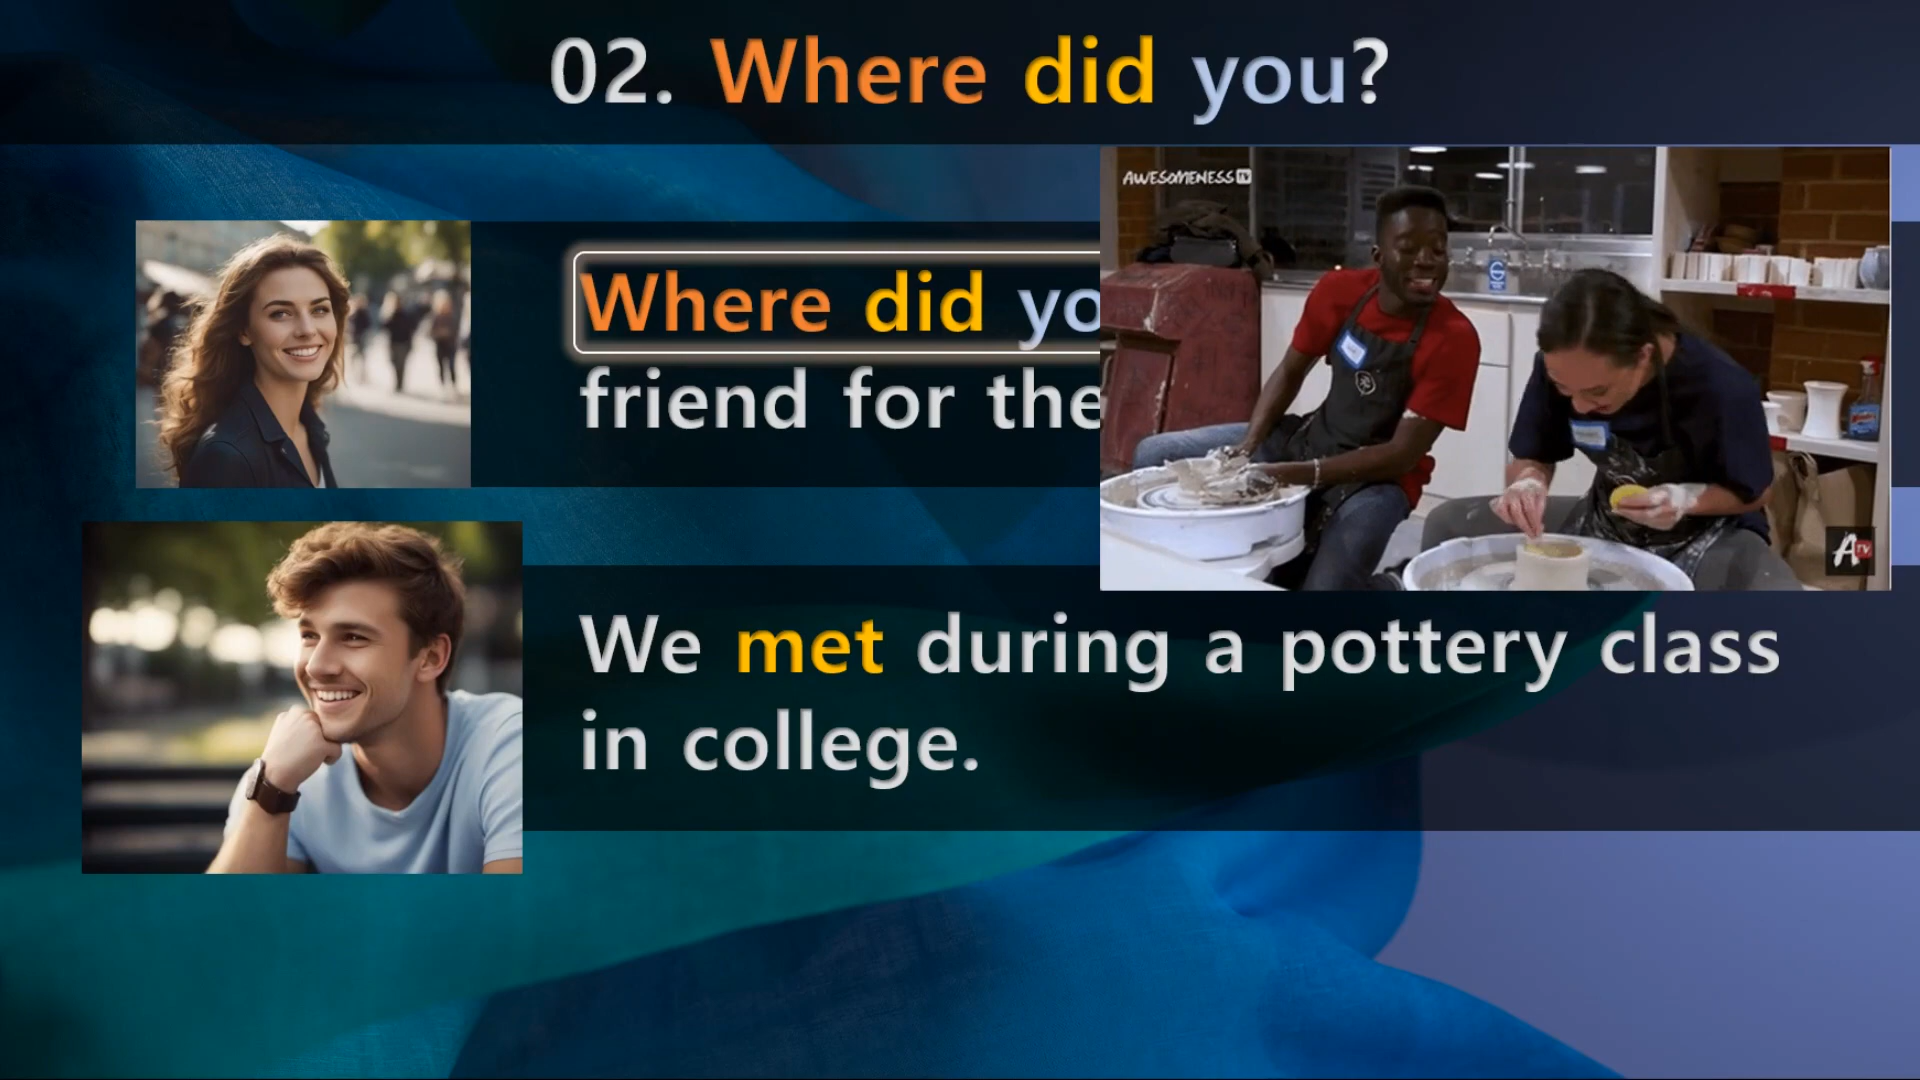 02. Where did you?
AWESOMENESS TV
Where did yo
friend for the
A TV
We met during a pottery class
in college.